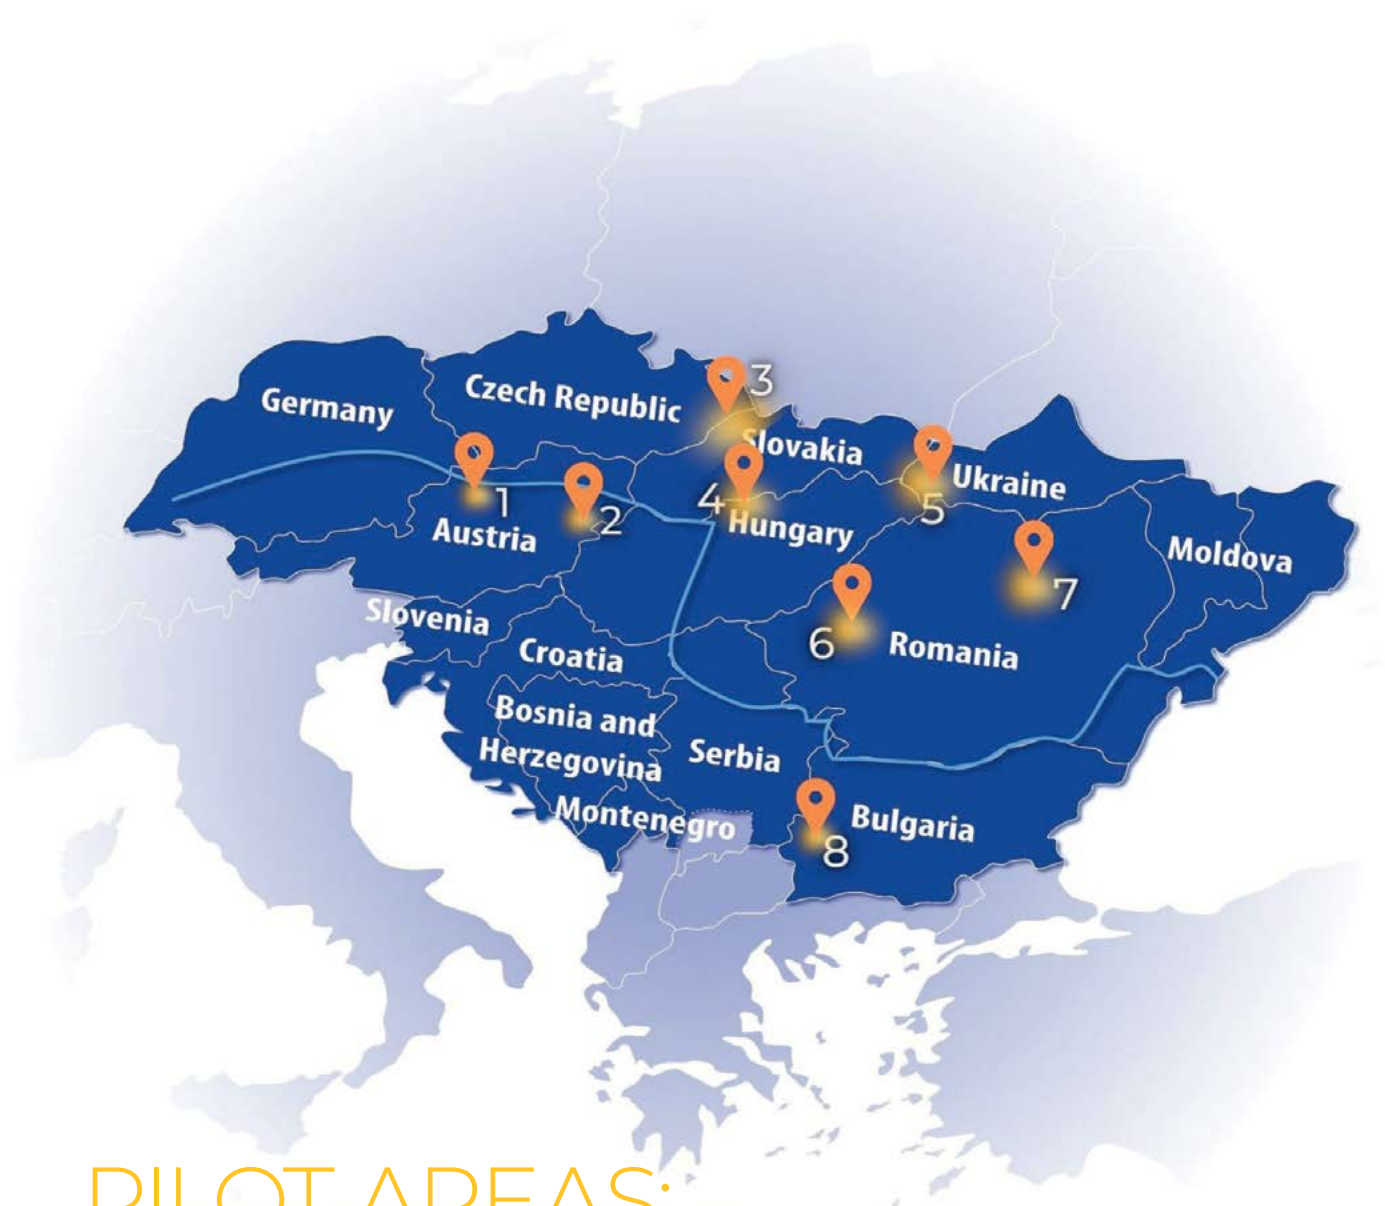 3
Czech Republic
Germany
Slovakia
Ukraine
4
1
5
2
Hungary
Austria
Moldova
7
Slovenia
6
Romania
Croatia
Bosnia and
Herzegovina
Serbia
Montenegro
Bulgaria
8
PILOT AREAS: